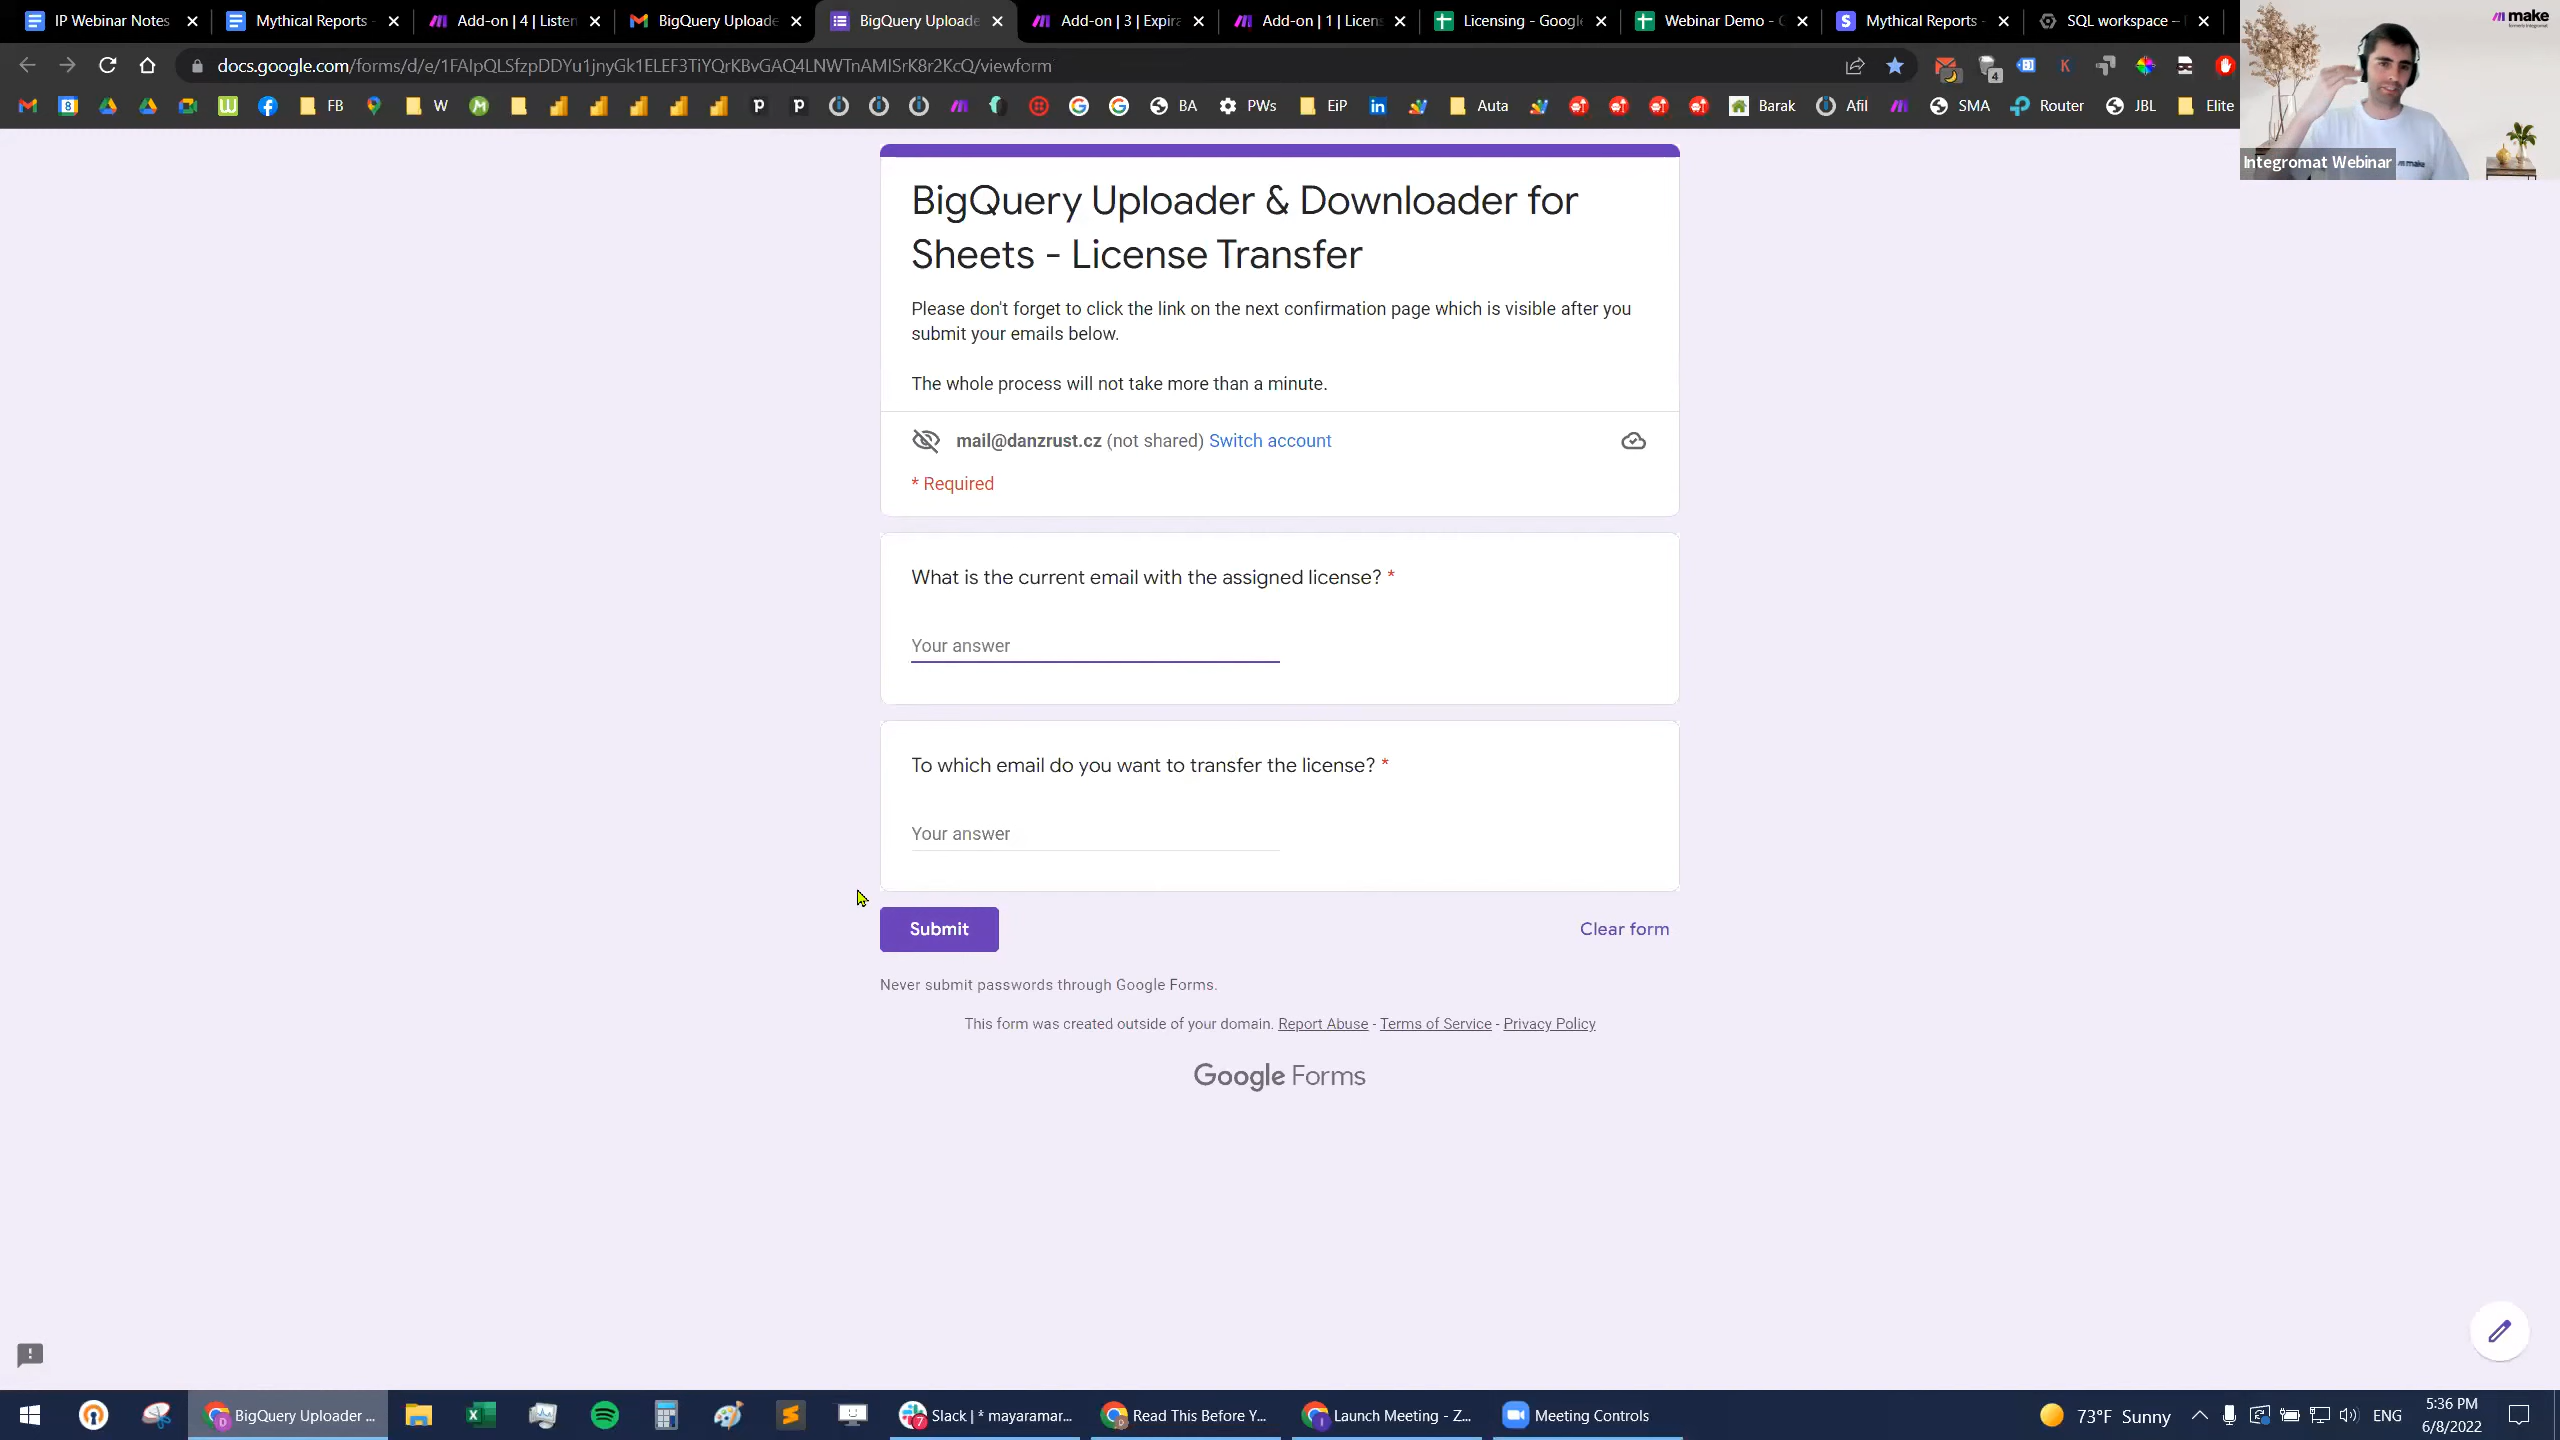 IP Webinar Notes
Mythical Reports -
Add-on | 4 | Listen
BigQuery Uploade
BigQuery Uploade
Add-on | 3 | Expira
Add-on | 1 | Licens
Licensing - Google
Webinar Demo - G
Mythical Reports -
SQL workspace –
docs.google.com/forms/d/e/1FAIpQLSfzpDDYu1jnyGk1ELEF3TiYQrKBvGAQ4LNWTnAMISrK8r2KcQ/viewform
4
FB
W
BA
PWs
EiP
Auta
Barak
Afil
SMA
Router
JBL
Elite
make
Integromat Webinar
BigQuery Uploader & Downloader for
Sheets - License Transfer
Please don't forget to click the link on the next confirmation page which is visible after you
submit your emails below.
The whole process will not take more than a minute.
mail@danzrust.cz (not shared) Switch account
* Required
What is the current email with the assigned license? *
Your answer
To which email do you want to transfer the license? *
Your answer
Submit
Clear form
Never submit passwords through Google Forms.
This form was created outside of your domain. Report Abuse - Terms of Service - Privacy Policy
Google Forms
BigQuery Uploader ...
Slack | * mayaramar...
Read This Before Y...
Launch Meeting - Z...
Meeting Controls
73°F Sunny
ENG
5:36 PM
6/8/2022